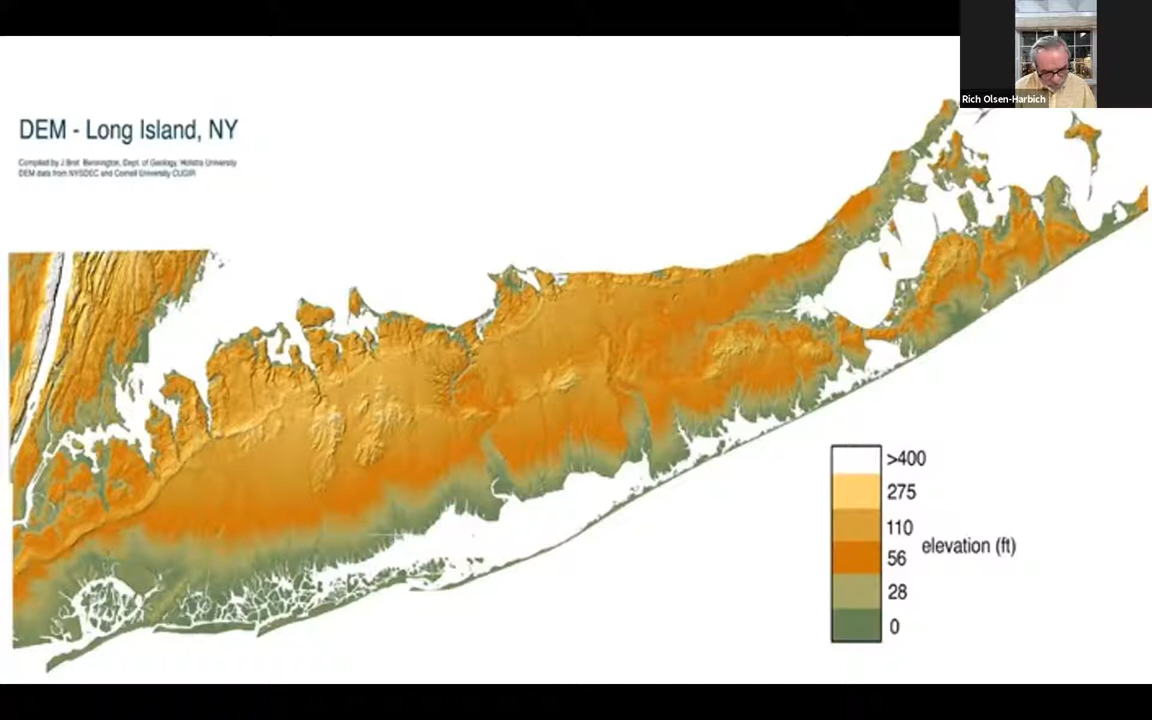 Rich Olsen-Harbich
DEM - Long Island, NY
Compiled by J Bret Bennington, Dept. of Geology, Hofstra University
DEM data from NYSDEC and Cornell University CUGIR
>400
275
110
56
elevation (ft)
28
0